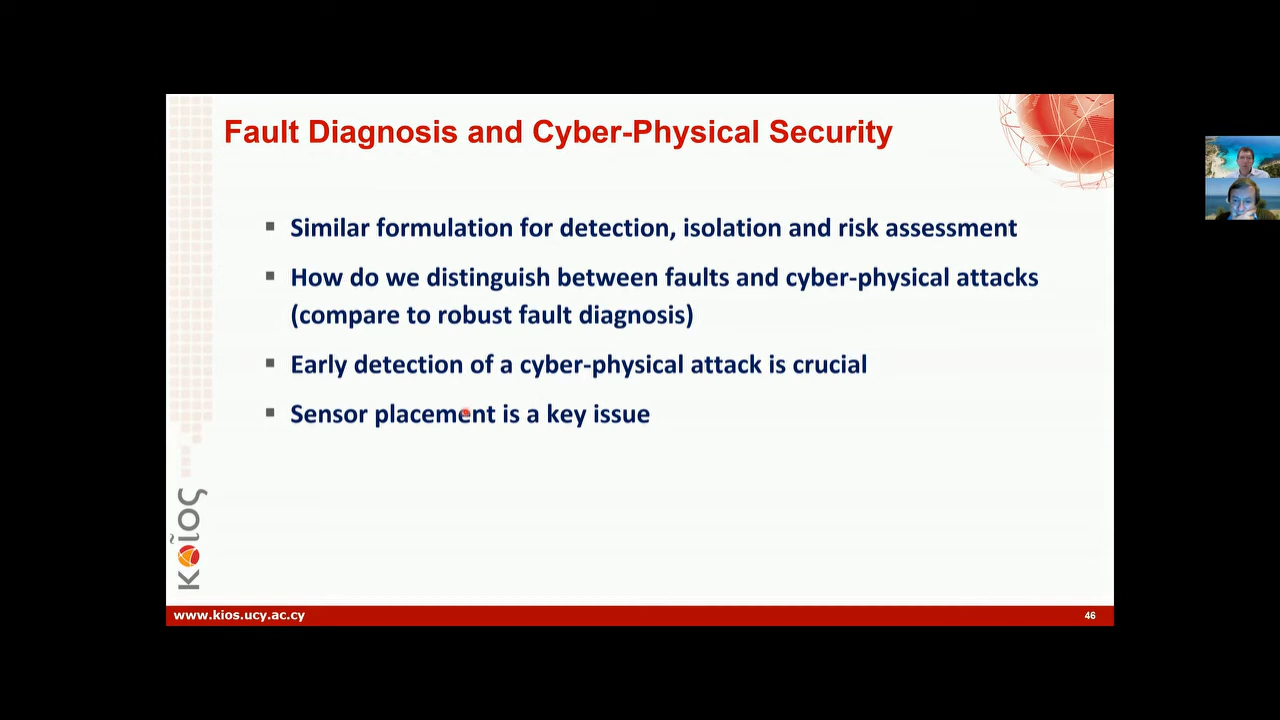 Fault Diagnosis and Cyber-Physical Security
Similar formulation for detection, isolation and risk assessment
How do we distinguish between faults and cyber-physical attacks
(compare to robust fault diagnosis)
Early detection of a cyber-physical attack is crucial
Sensor placement is a key issue
κοῖος
www.kios.ucy.ac.cy
46